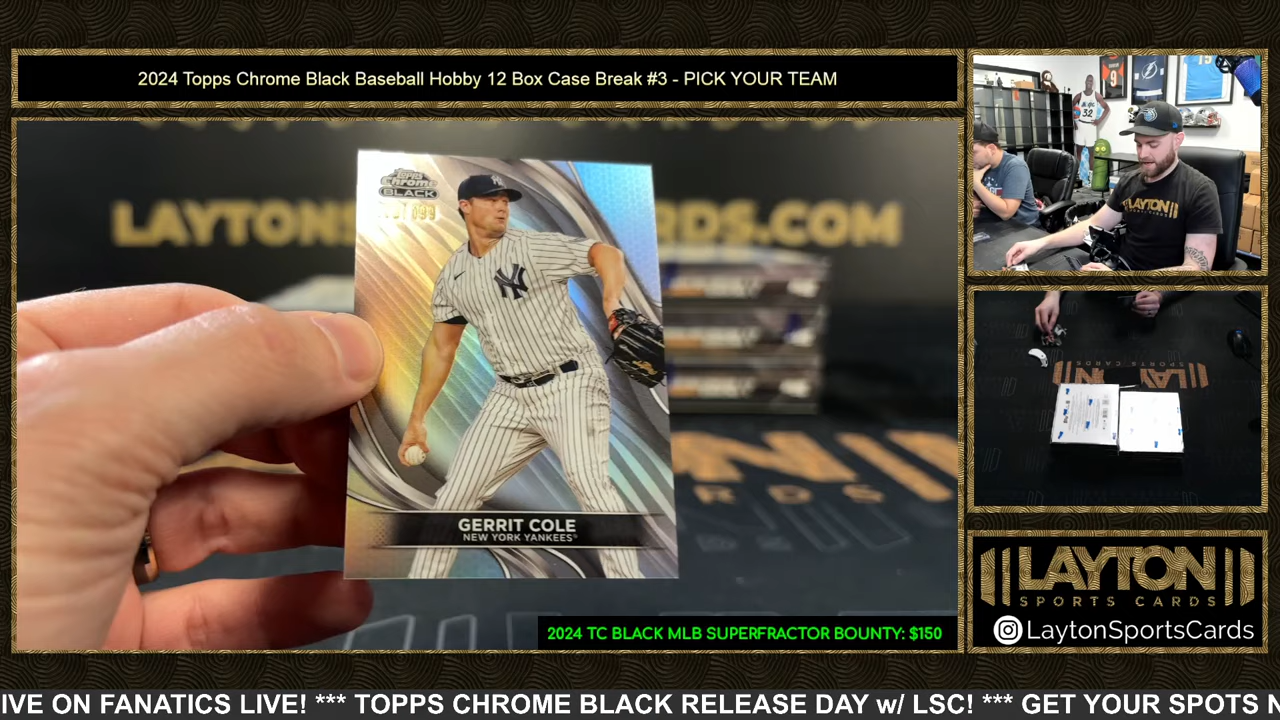 2024 Topps Chrome Black Baseball Hobby 12 Box Case Break #3 - PICK YOUR TEAM
TOPPS
Chrome
BLACK
GERRIT COLE
NEW YORK YANKEES
2024 TC BLACK MLB SUPERFRACTOR BOUNTY: $150
LAYTON
LAYTON
SPORTS CARDS
LaytonSportsCards
IVE ON FANATICS LIVE! *** TOPPS CHROME BLACK RELEASE DAY w/ LSC! *** GET YOUR SPOTS